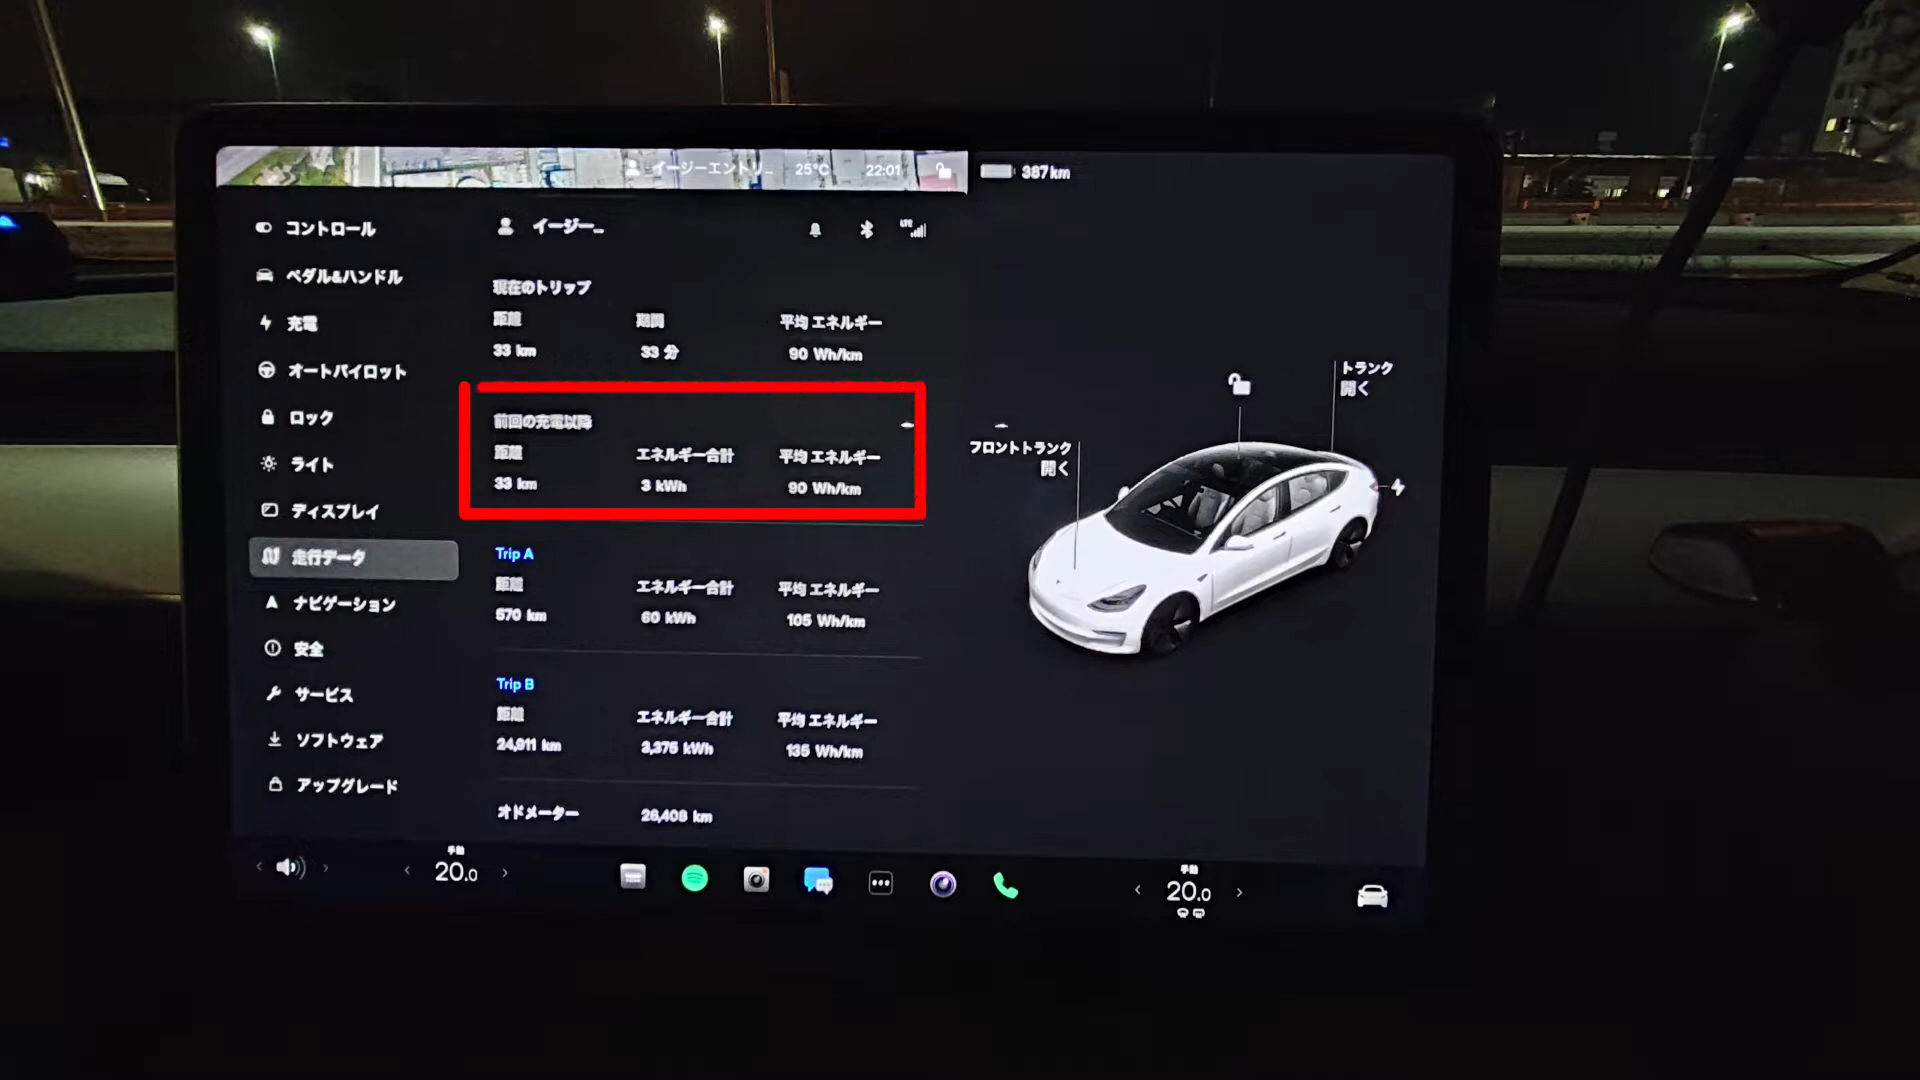 イージーエントリ... 25°C 22:01 387km
コントロール
ペダル&ハンドル
充電
オートパイロット
ロック
ライト
ディスプレイ
走行データ
ナビゲーション
安全
サービス
ソフトウェア
アップグレード
イージー... LTE
現在のトリップ
距離 期間 平均 エネルギー
33 km 33 分 90 Wh/km
前回の充電以降
距離 エネルギー合計 平均 エネルギー
33 km 3 kWh 90 Wh/km
Trip A
距離 エネルギー合計 平均 エネルギー
570 km 60 kWh 105 Wh/km
Trip B
距離 エネルギー合計 平均 エネルギー
24,911 km 3,375 kWh 135 Wh/km
オドメーター 26,408 km
トランク
開く
フロントトランク
開く
手動
20.0
手動
20.0